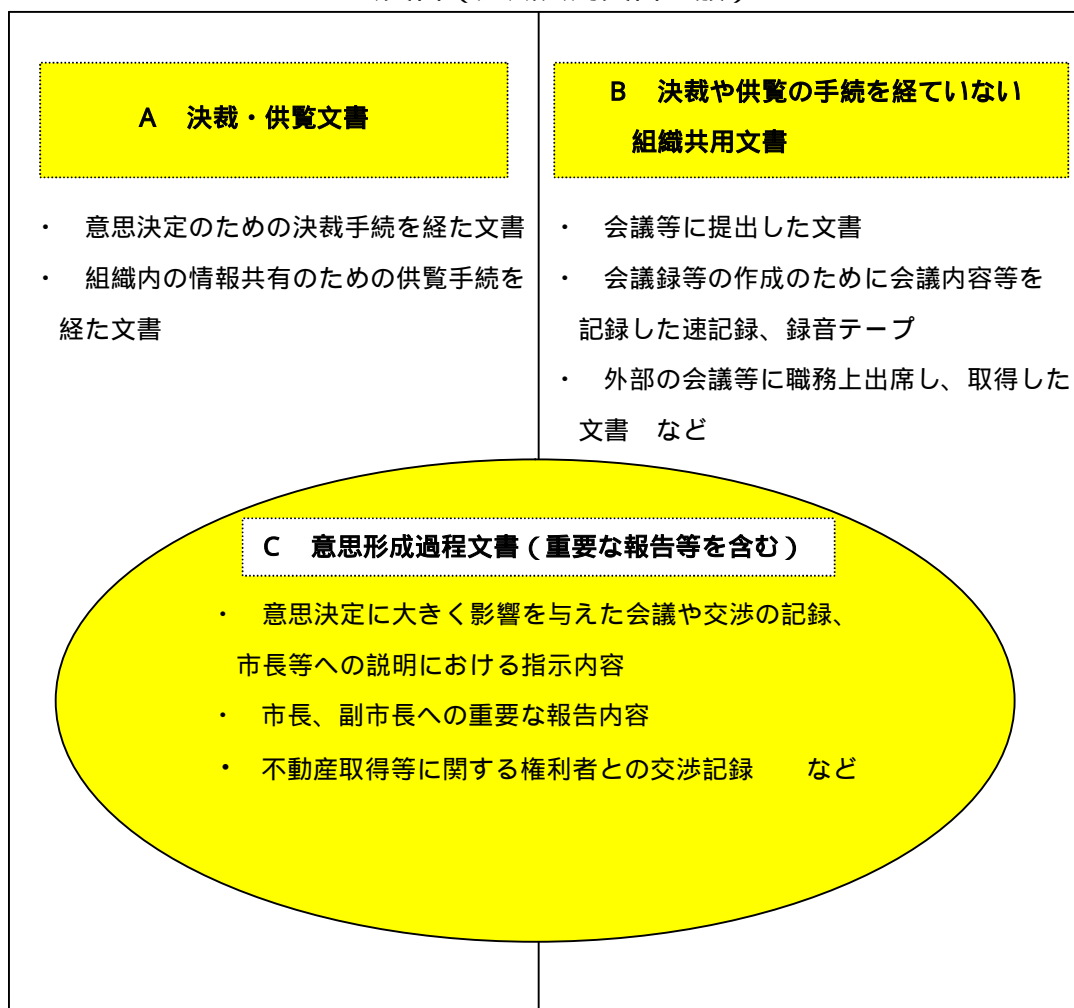 A 決裁・供覧文書
・ 意思決定のための決裁手続を経た文書
・ 組織内の情報共有のための供覧手続を
経た文書
B 決裁や供覧の手続を経ていない
組織共用文書
・ 会議等に提出した文書
・ 会議録等の作成のために会議内容等を
記録した速記録、録音テープ
・ 外部の会議等に職務上出席し、取得した
文書 など
C 意思形成過程文書(重要な報告等を含む)
・ 意思決定に大きく影響を与えた会議や交渉の記録、
市長等への説明における指示内容
・ 市長、副市長への重要な報告内容
・ 不動産取得等に関する権利者との交渉記録 など